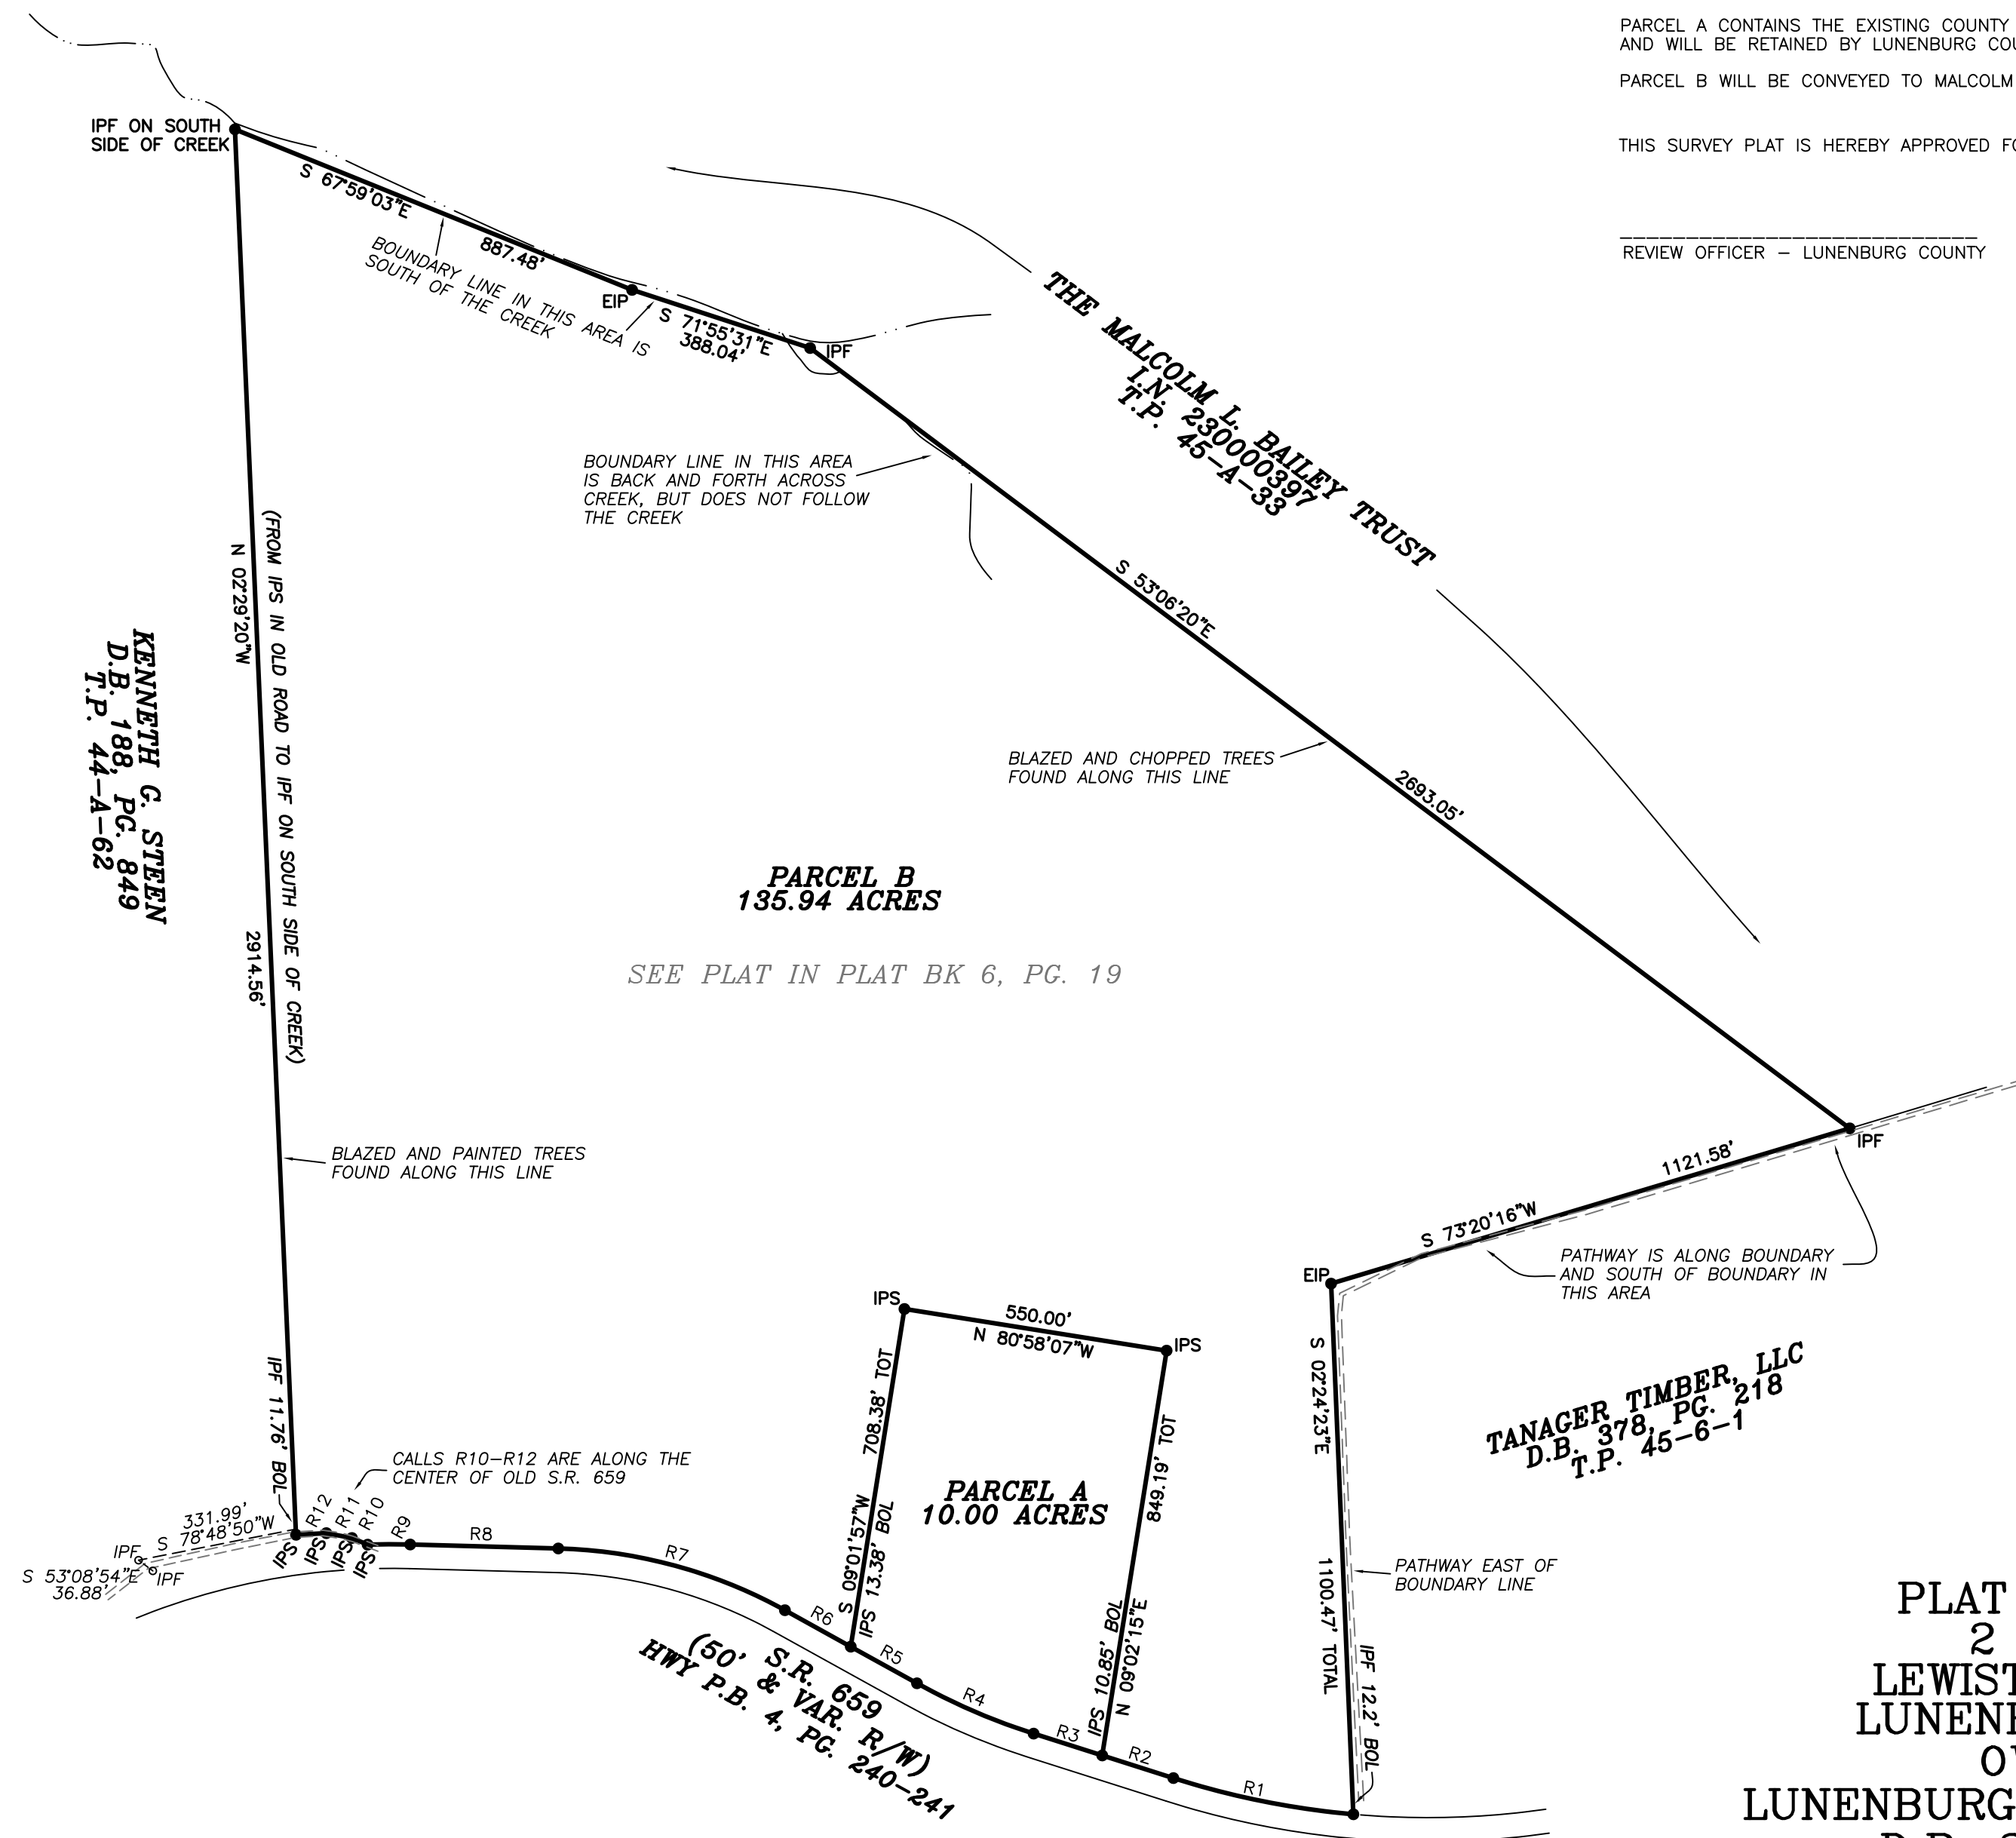 PARCEL A CONTAINS THE EXISTING COUNTY
AND WILL BE RETAINED BY LUNENBURG COU
PARCEL B WILL BE CONVEYED TO MALCOLM
THIS SURVEY PLAT IS HEREBY APPROVED FO
REVIEW OFFICER – LUNENBURG COUNTY
IPF ON SOUTH
SIDE OF CREEK
S 67°59'03"E
887.48'
BOUNDARY LINE IN THIS AREA IS
SOUTH OF THE CREEK
EIP
S 71°55'31"E
388.04'
IPF
THE MALCOLM L. BAILEY TRUST
I.N. 230000397
T.P. 45-A-33
BOUNDARY LINE IN THIS AREA
IS BACK AND FORTH ACROSS
CREEK, BUT DOES NOT FOLLOW
THE CREEK
S 53°06'20"E
2693.05'
BLAZED AND CHOPPED TREES
FOUND ALONG THIS LINE
N 02°29'20"W
2914.56'
(FROM IPS IN OLD ROAD TO IPF ON SOUTH SIDE OF CREEK)
KENNETH G. STEEN
D.B. 188, PG. 849
T.P. 44-A-62
PARCEL B
135.94 ACRES
SEE PLAT IN PLAT BK 6, PG. 19
BLAZED AND PAINTED TREES
FOUND ALONG THIS LINE
IPF
1121.58'
S 73°20'16"W
EIP
PATHWAY IS ALONG BOUNDARY
AND SOUTH OF BOUNDARY IN
THIS AREA
IPS
550.00'
N 80°58'07"W
IPS
708.38' TOT
S 09°01'57"W
IPS 13.38' BOL
PARCEL A
10.00 ACRES
849.19' TOT
IPS 10.85' BOL
N 09°02'15"E
S 02°24'23"E
1100.47' TOTAL
IPF 12.2' BOL
TANAGER TIMBER, LLC
D.B. 378, PG. 218
T.P. 45-6-1
PATHWAY EAST OF
BOUNDARY LINE
IPF 11.76' BOL
CALLS R10-R12 ARE ALONG THE
CENTER OF OLD S.R. 659
331.99'
S 78°48'50"W
IPF
S 53°08'54"E
36.88'
IPF
IPS
IPS
IPS
IPS
R12
R11
R10
R9
R8
R7
R6
R5
R4
R3
R2
R1
S.R. 659
(50' & VAR. R/W)
HWY P.B. 4, PG. 240-241
PLAT
2
LEWIST
LUNENB
OW
LUNENBURG